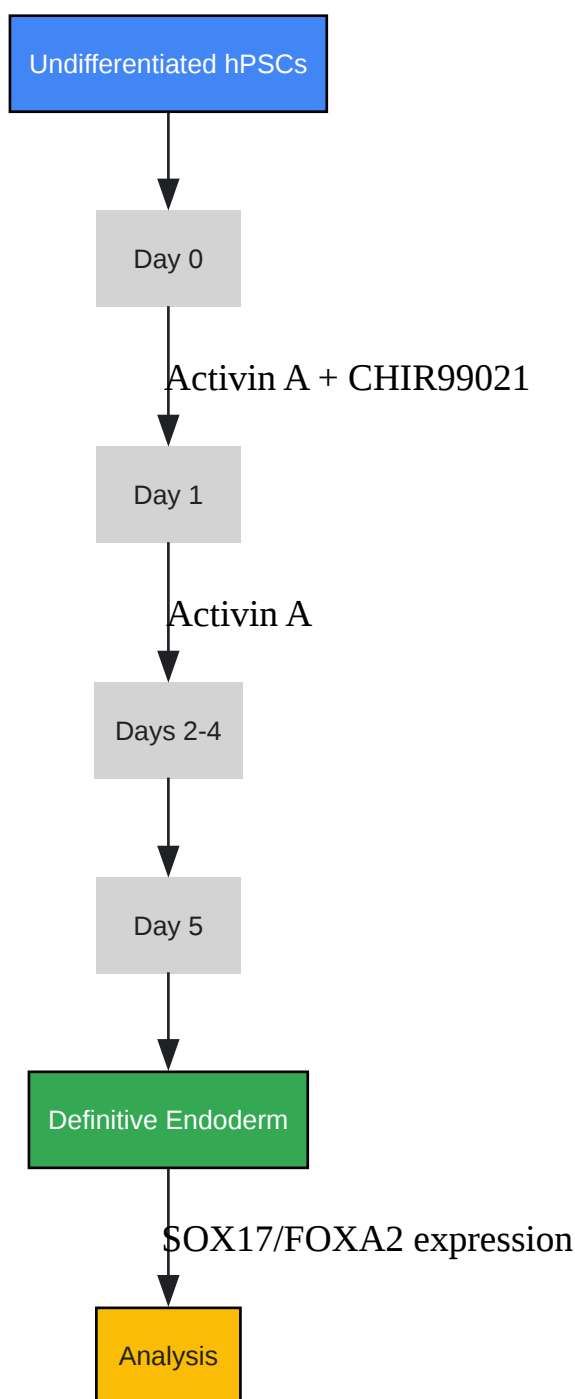 Undifferentiated hPSCs
Day 0
Activin A + CHIR99021
Day 1
Activin A
Days 2-4
Day 5
Definitive Endoderm
SOX17/FOXA2 expression
Analysis